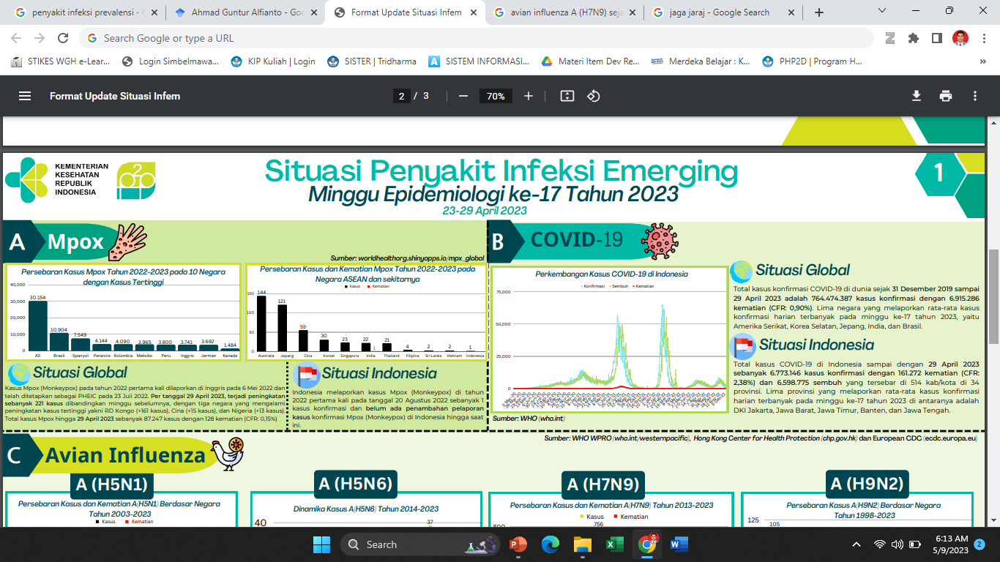 penyakit infeksi prevalensi - G
Ahmad Guntur Alfianto - Goo
Format Update Situasi Infem
avian influenza A (H7N9) seja
jaga jaraj - Google Search
Search Google or type a URL
STIKES WGH e-Lear...
Login Simbelmawa...
KIP Kuliah | Login
SISTER | Tridharma
SISTEM INFORMASI...
Materi Item Dev Re...
Merdeka Belajar : K...
PHP2D | Program H...
Format Update Situasi Infem
2 / 3
70%
KEMENTERIAN
KESEHATAN
REPUBLIK
INDONESIA
Situasi Penyakit Infeksi Emerging
Minggu Epidemiologi ke-17 Tahun 2023
23-29 April 2023
1
A Mpox
Sumber: worldhealthorg.shinyapps.io/mpx_global
Persebaran Kasus Mpox Tahun 2022-2023 pada 10 Negara
dengan Kasus Tertinggi
40,000
30,000
20,000
10,000
0
30.154
10.904
7.549
4.144
4.090
3.965
3.800
3.741
3.692
1.484
AS Brasil Spanyol Perancis Kolombia Meksiko Peru Inggris Jerman Kanada
Persebaran Kasus dan Kematian Mpox Tahun 2022-2023 pada
Negara ASEAN dan sekitarnya
Kasus Kematian
150
100
50
0
144
121
55
30
23
22
1
21
4
2
2
1
Australia Jepang Cina Korsel Singapura India Thailand Filipina Sri Lanka Vietnam Indonesia
Situasi Global
Kasus Mpox (Monkeypox) pada tahun 2022 pertama kali dilaporkan di Inggris pada 6 Mei 2022 dan
telah ditetapkan sebagai PHEIC pada 23 Juli 2022. Per tanggal 29 April 2023, terjadi peningkatan
sebanyak 221 kasus dibandingkan minggu sebelumnya, dengan tiga negara yang mengalami
peningkatan kasus tertinggi yakni RD Kongo (+161 kasus), Cina (+15 kasus), dan Nigeria (+13 kasus).
Total kasus Mpox hingga 29 April 2023 sebanyak 87.247 kasus dengan 128 kematian (CFR: 0,15%)
Situasi Indonesia
Indonesia melaporkan kasus Mpox (Monkeypox) di tahun
2022 pertama kali pada tanggal 20 Agustus 2022 sebanyak 1
kasus konfirmasi dan belum ada penambahan pelaporan
kasus konfirmasi Mpox (Monkeypox) di Indonesia hingga saat
ini.
B COVID-19
Perkembangan Kasus COVID-19 di Indonesia
Konfirmasi Sembuh Kematian
75,000
50,000
25,000
0
Sumber: WHO (who.int)
Situasi Global
Total kasus konfirmasi COVID-19 di dunia sejak 31 Desember 2019 sampai
29 April 2023 adalah 764.474.387 kasus konfirmasi dengan 6.915.286
kematian (CFR: 0,90%). Lima negara yang melaporkan rata-rata kasus
konfirmasi harian terbanyak pada minggu ke-17 tahun 2023, yaitu
Amerika Serikat, Korea Selatan, Jepang, India, dan Brasil.
Situasi Indonesia
Total kasus COVID-19 di Indonesia sampai dengan 29 April 2023
sebanyak 6.773.146 kasus konfirmasi dengan 161.272 kematian (CFR:
2,38%) dan 6.598.775 sembuh yang tersebar di 514 kab/kota di 34
provinsi. Lima provinsi yang melaporkan rata-rata kasus konfirmasi
harian terbanyak pada minggu ke-17 tahun 2023 di antaranya adalah
DKI Jakarta, Jawa Barat, Jawa Timur, Banten, dan Jawa Tengah.
C Avian Influenza
Sumber: WHO WPRO (who.int/westernpacific), Hong Kong Center for Health Protection (chp.gov.hk) dan European CDC (ecdc.europa.eu)
A (H5N1)
Persebaran Kasus dan Kematian A(H5N1) Berdasar Negara
Tahun 2003-2023
Kasus Kematian
A (H5N6)
Dinamika Kasus A(H5N6) Tahun 2014-2023
40
37
A (H7N9)
Persebaran Kasus dan Kematian A(H7N9) Tahun 2013-2023
Kasus Kematian
800
756
A (H9N2)
Persebaran Kasus A(H9N2) Berdasar Negara
Tahun 1998-2023
125
105
Search
6:13 AM
5/9/2023
2